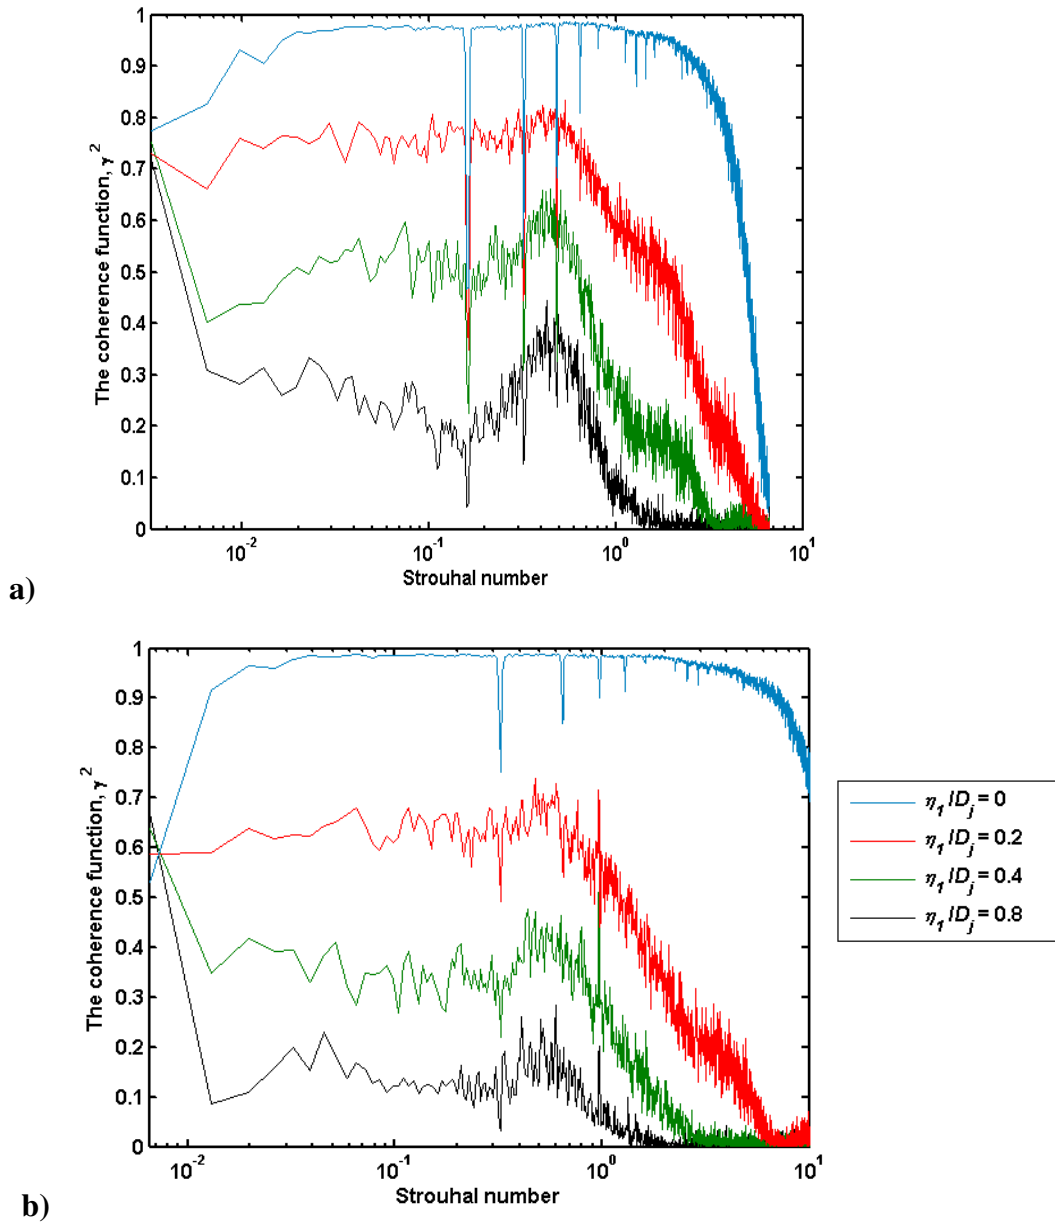 1
0.9
0.8
0.7
0.6
0.5
0.4
0.3
0.2
0.1
0
The coherence function, γ²
10⁻² 10⁻¹ 10⁰ 10¹
Strouhal number
a)
1
0.9
0.8
0.7
0.6
0.5
0.4
0.3
0.2
0.1
0
The coherence function, γ²
10⁻² 10⁻¹ 10⁰ 10¹
Strouhal number
b)
η₁/Dⱼ = 0
η₁/Dⱼ = 0.2
η₁/Dⱼ = 0.4
η₁/Dⱼ = 0.8